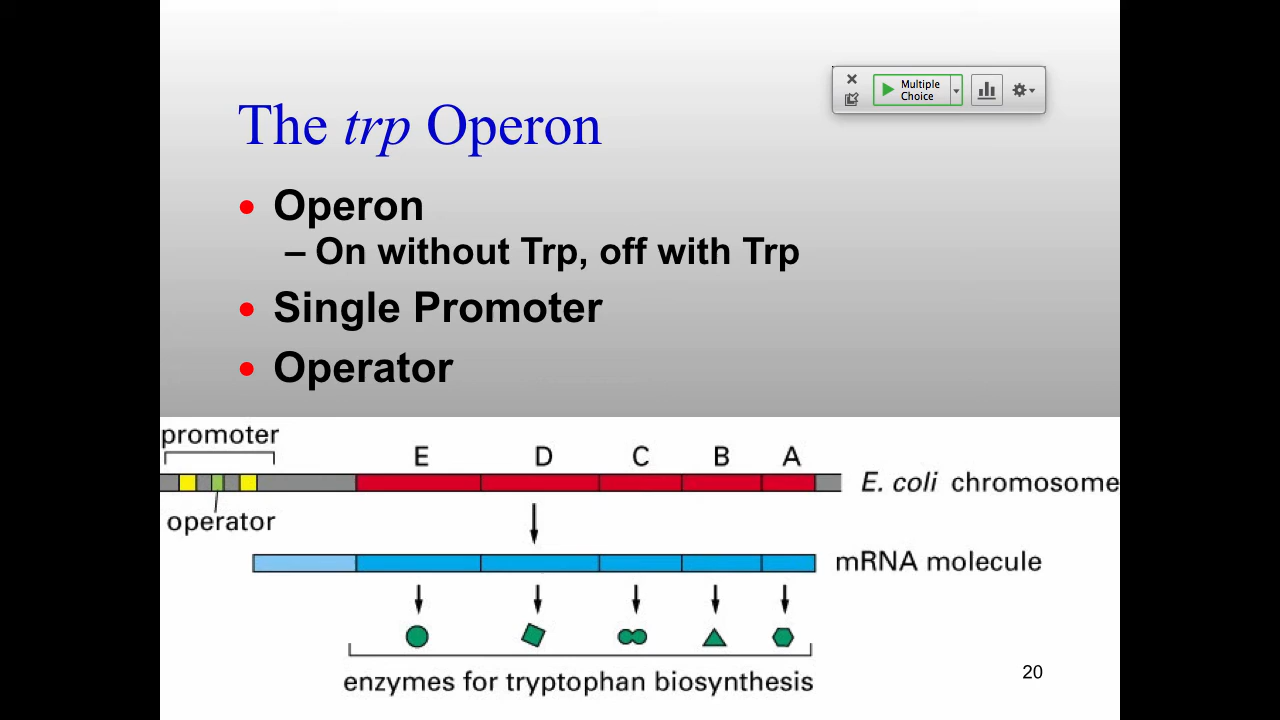 Multiple
Choice
The trp Operon
• Operon
– On without Trp, off with Trp
• Single Promoter
• Operator
promoter
E D C B A
E. coli chromosome
operator
mRNA molecule
enzymes for tryptophan biosynthesis
20